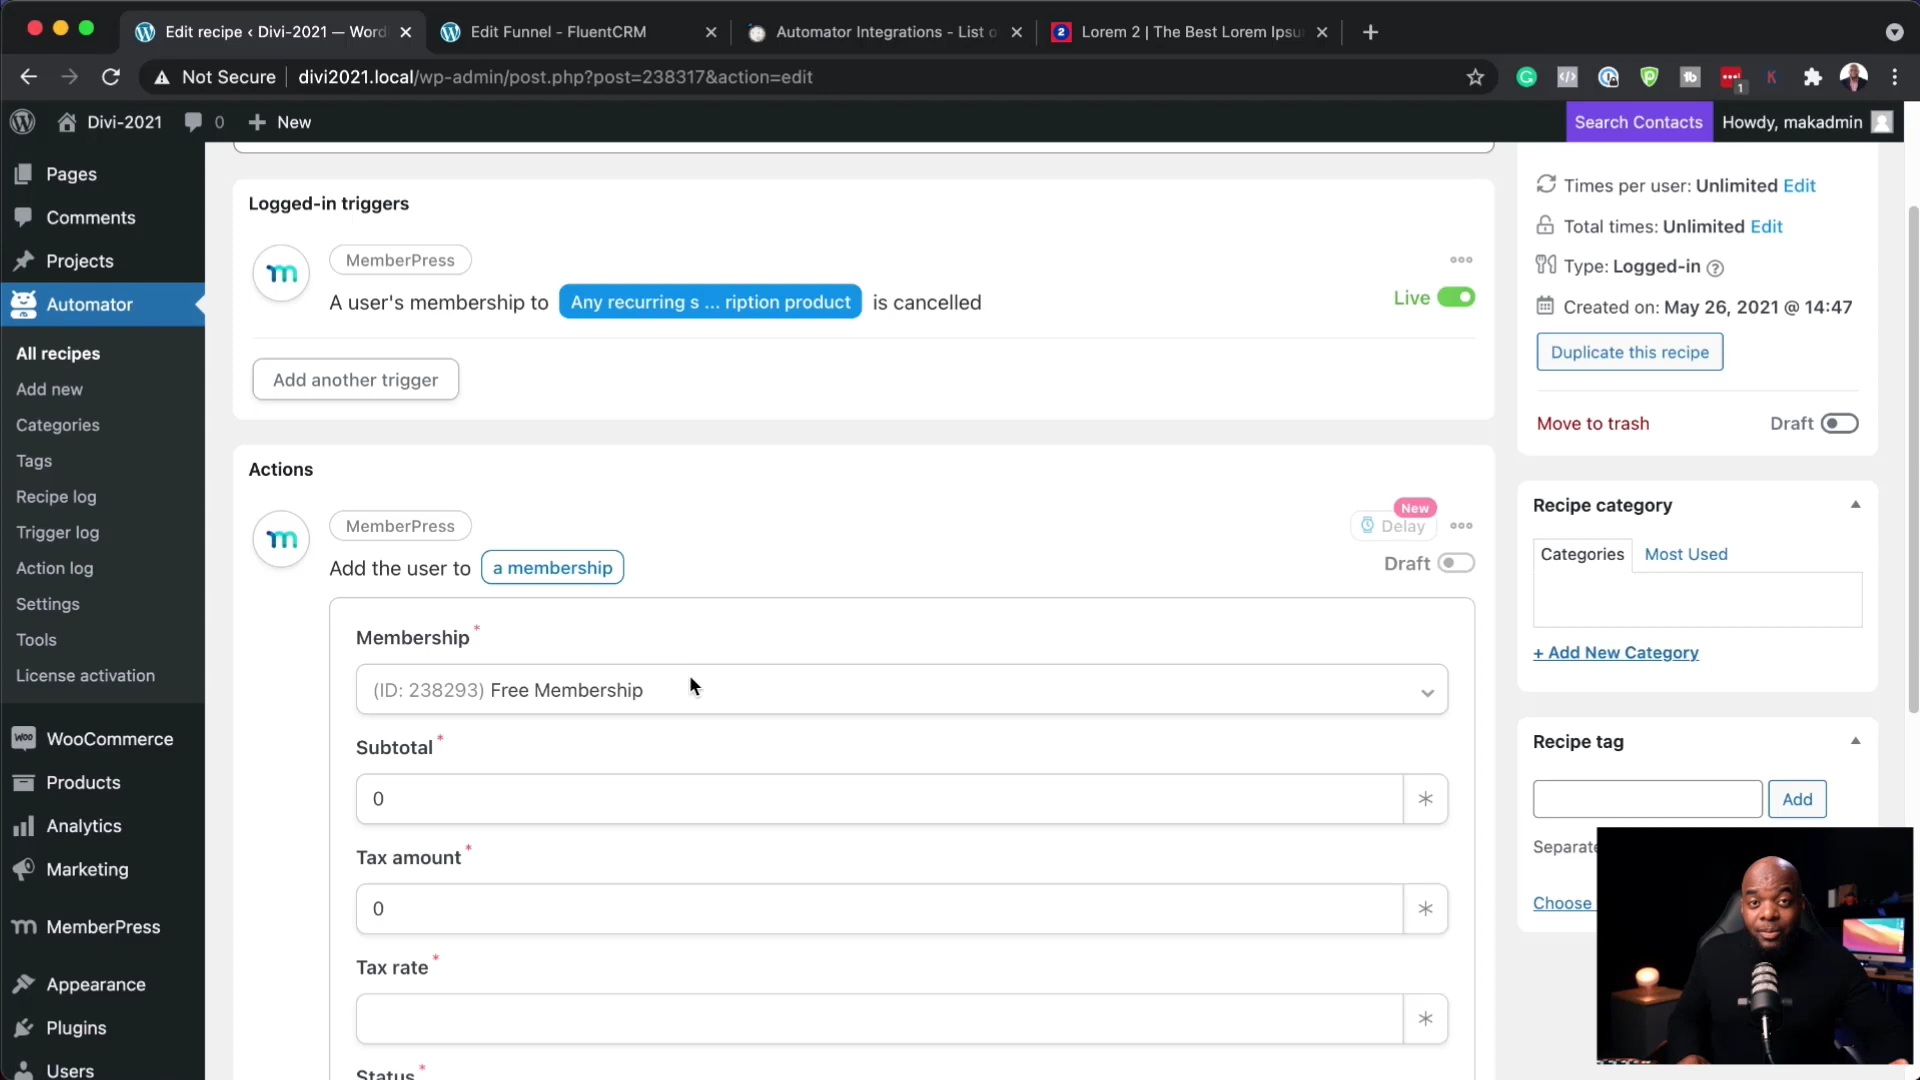 Edit recipe ‹ Divi-2021 — Word
Edit Funnel - FluentCRM
Automator Integrations - List o
2
Lorem 2 | The Best Lorem Ipsu
Not Secure
divi2021.local/wp-admin/post.php?post=238317&action=edit
1
Divi-2021
0
New
Search Contacts
Howdy, makadmin
Pages
Comments
Projects
Automator
All recipes
Add new
Categories
Tags
Recipe log
Trigger log
Action log
Settings
Tools
License activation
WooCommerce
Products
Analytics
Marketing
MemberPress
Appearance
Plugins
Users
Logged-in triggers
MemberPress
A user's membership to Any recurring s ... ription product is cancelled
Live
Add another trigger
Actions
MemberPress
New
Delay
Add the user to a membership
Draft
Membership *
(ID: 238293) Free Membership
Subtotal *
0
Tax amount *
0
Tax rate *
Status *
Times per user: Unlimited Edit
Total times: Unlimited Edit
Type: Logged-in
Created on: May 26, 2021 @ 14:47
Duplicate this recipe
Move to trash
Draft
Recipe category
Categories
Most Used
+ Add New Category
Recipe tag
Add
Separate
Choose